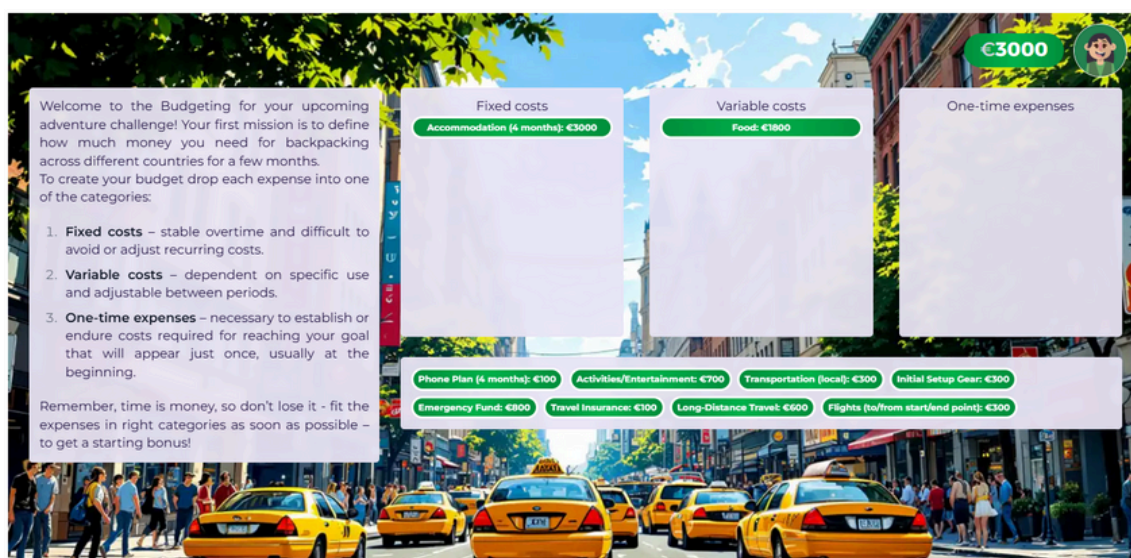 €3000
Welcome to the Budgeting for your upcoming
adventure challenge! Your first mission is to define
how much money you need for backpacking
across different countries for a few months.
To create your budget drop each expense into one
of the categories:
1. Fixed costs – stable overtime and difficult to
avoid or adjust recurring costs.
2. Variable costs – dependent on specific use
and adjustable between periods.
3. One-time expenses – necessary to establish or
endure costs required for reaching your goal
that will appear just once, usually at the
beginning.
Remember, time is money, so don't lose it - fit the
expenses in right categories as soon as possible –
to get a starting bonus!
Fixed costs
Accommodation (4 months): €3000
Variable costs
Food: €1800
One-time expenses
Phone Plan (4 months): €100
Activities/Entertainment: €700
Transportation (local): €300
Initial Setup Gear: €300
Emergency Fund: €800
Travel Insurance: €100
Long-Distance Travel: €600
Flights (to/from start/end point): €300